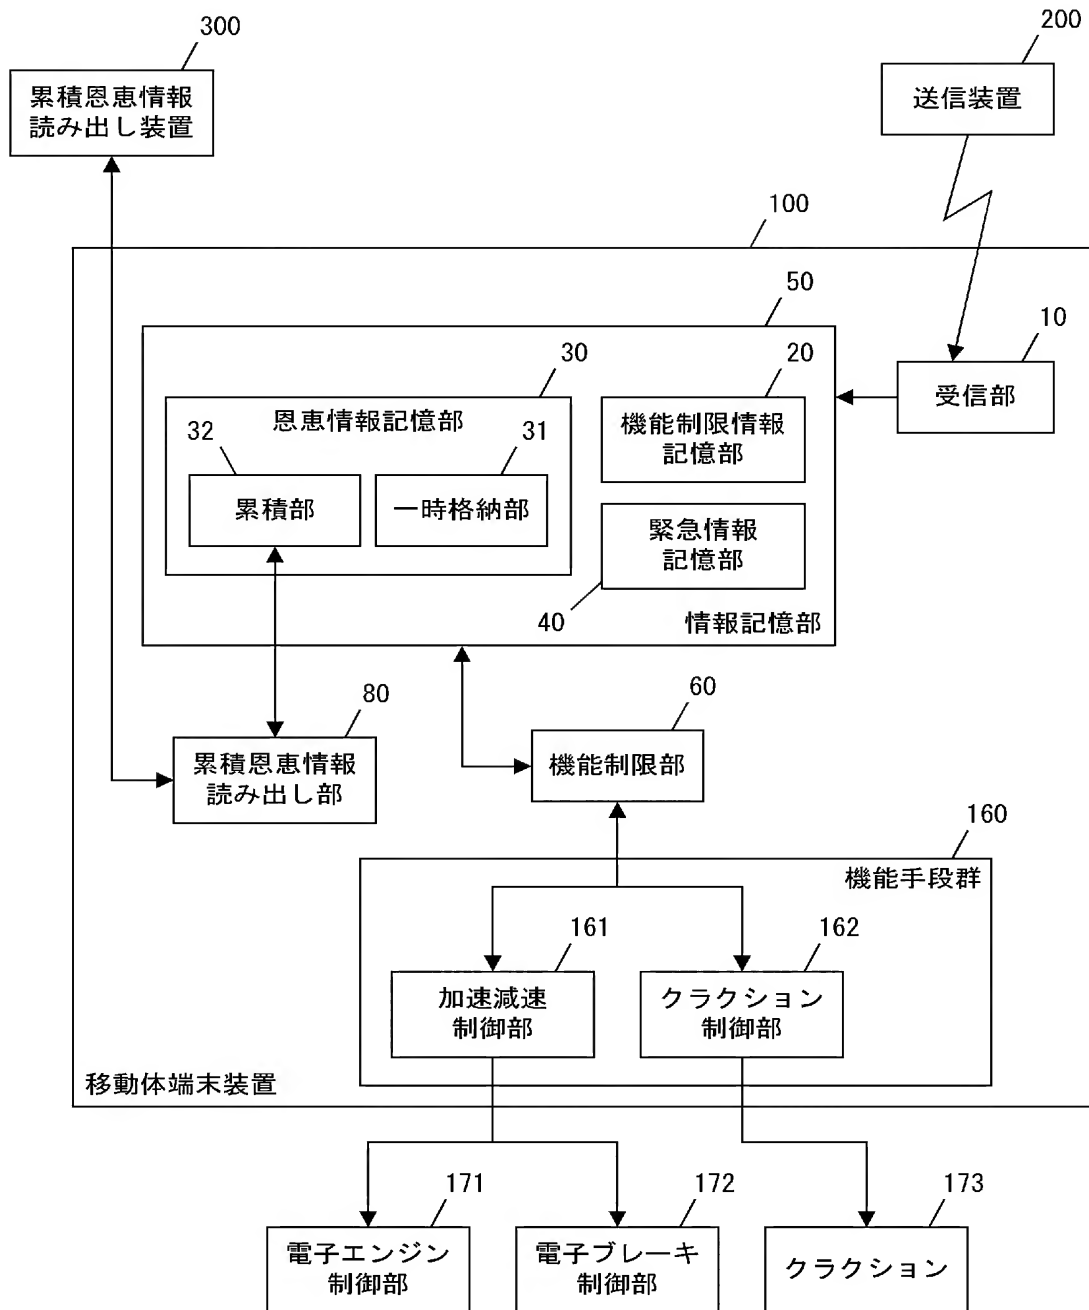 300
累積恩恵情報
読み出し装置
200
送信装置
100
50
10
受信部
30
恩恵情報記憶部
32
累積部
31
一時格納部
20
機能制限情報
記憶部
緊急情報
記憶部
40
情報記憶部
80
累積恩恵情報
読み出し部
60
機能制限部
160
機能手段群
161
加速減速
制御部
162
クラクション
制御部
移動体端末装置
171
電子エンジン
制御部
172
電子ブレーキ
制御部
173
クラクション